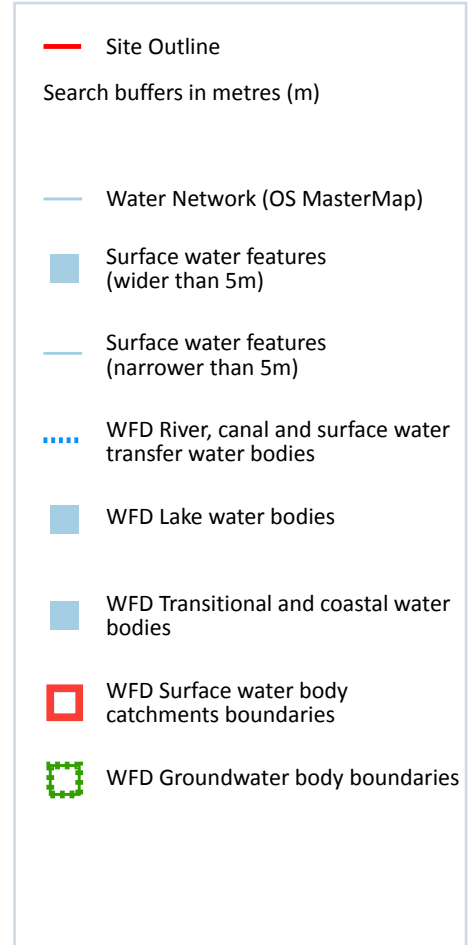 Site Outline
Search buffers in metres (m)
Water Network (OS MasterMap)
Surface water features
(wider than 5m)
Surface water features
(narrower than 5m)
WFD River, canal and surface water
transfer water bodies
WFD Lake water bodies
WFD Transitional and coastal water
bodies
WFD Surface water body
catchments boundaries
WFD Groundwater body boundaries